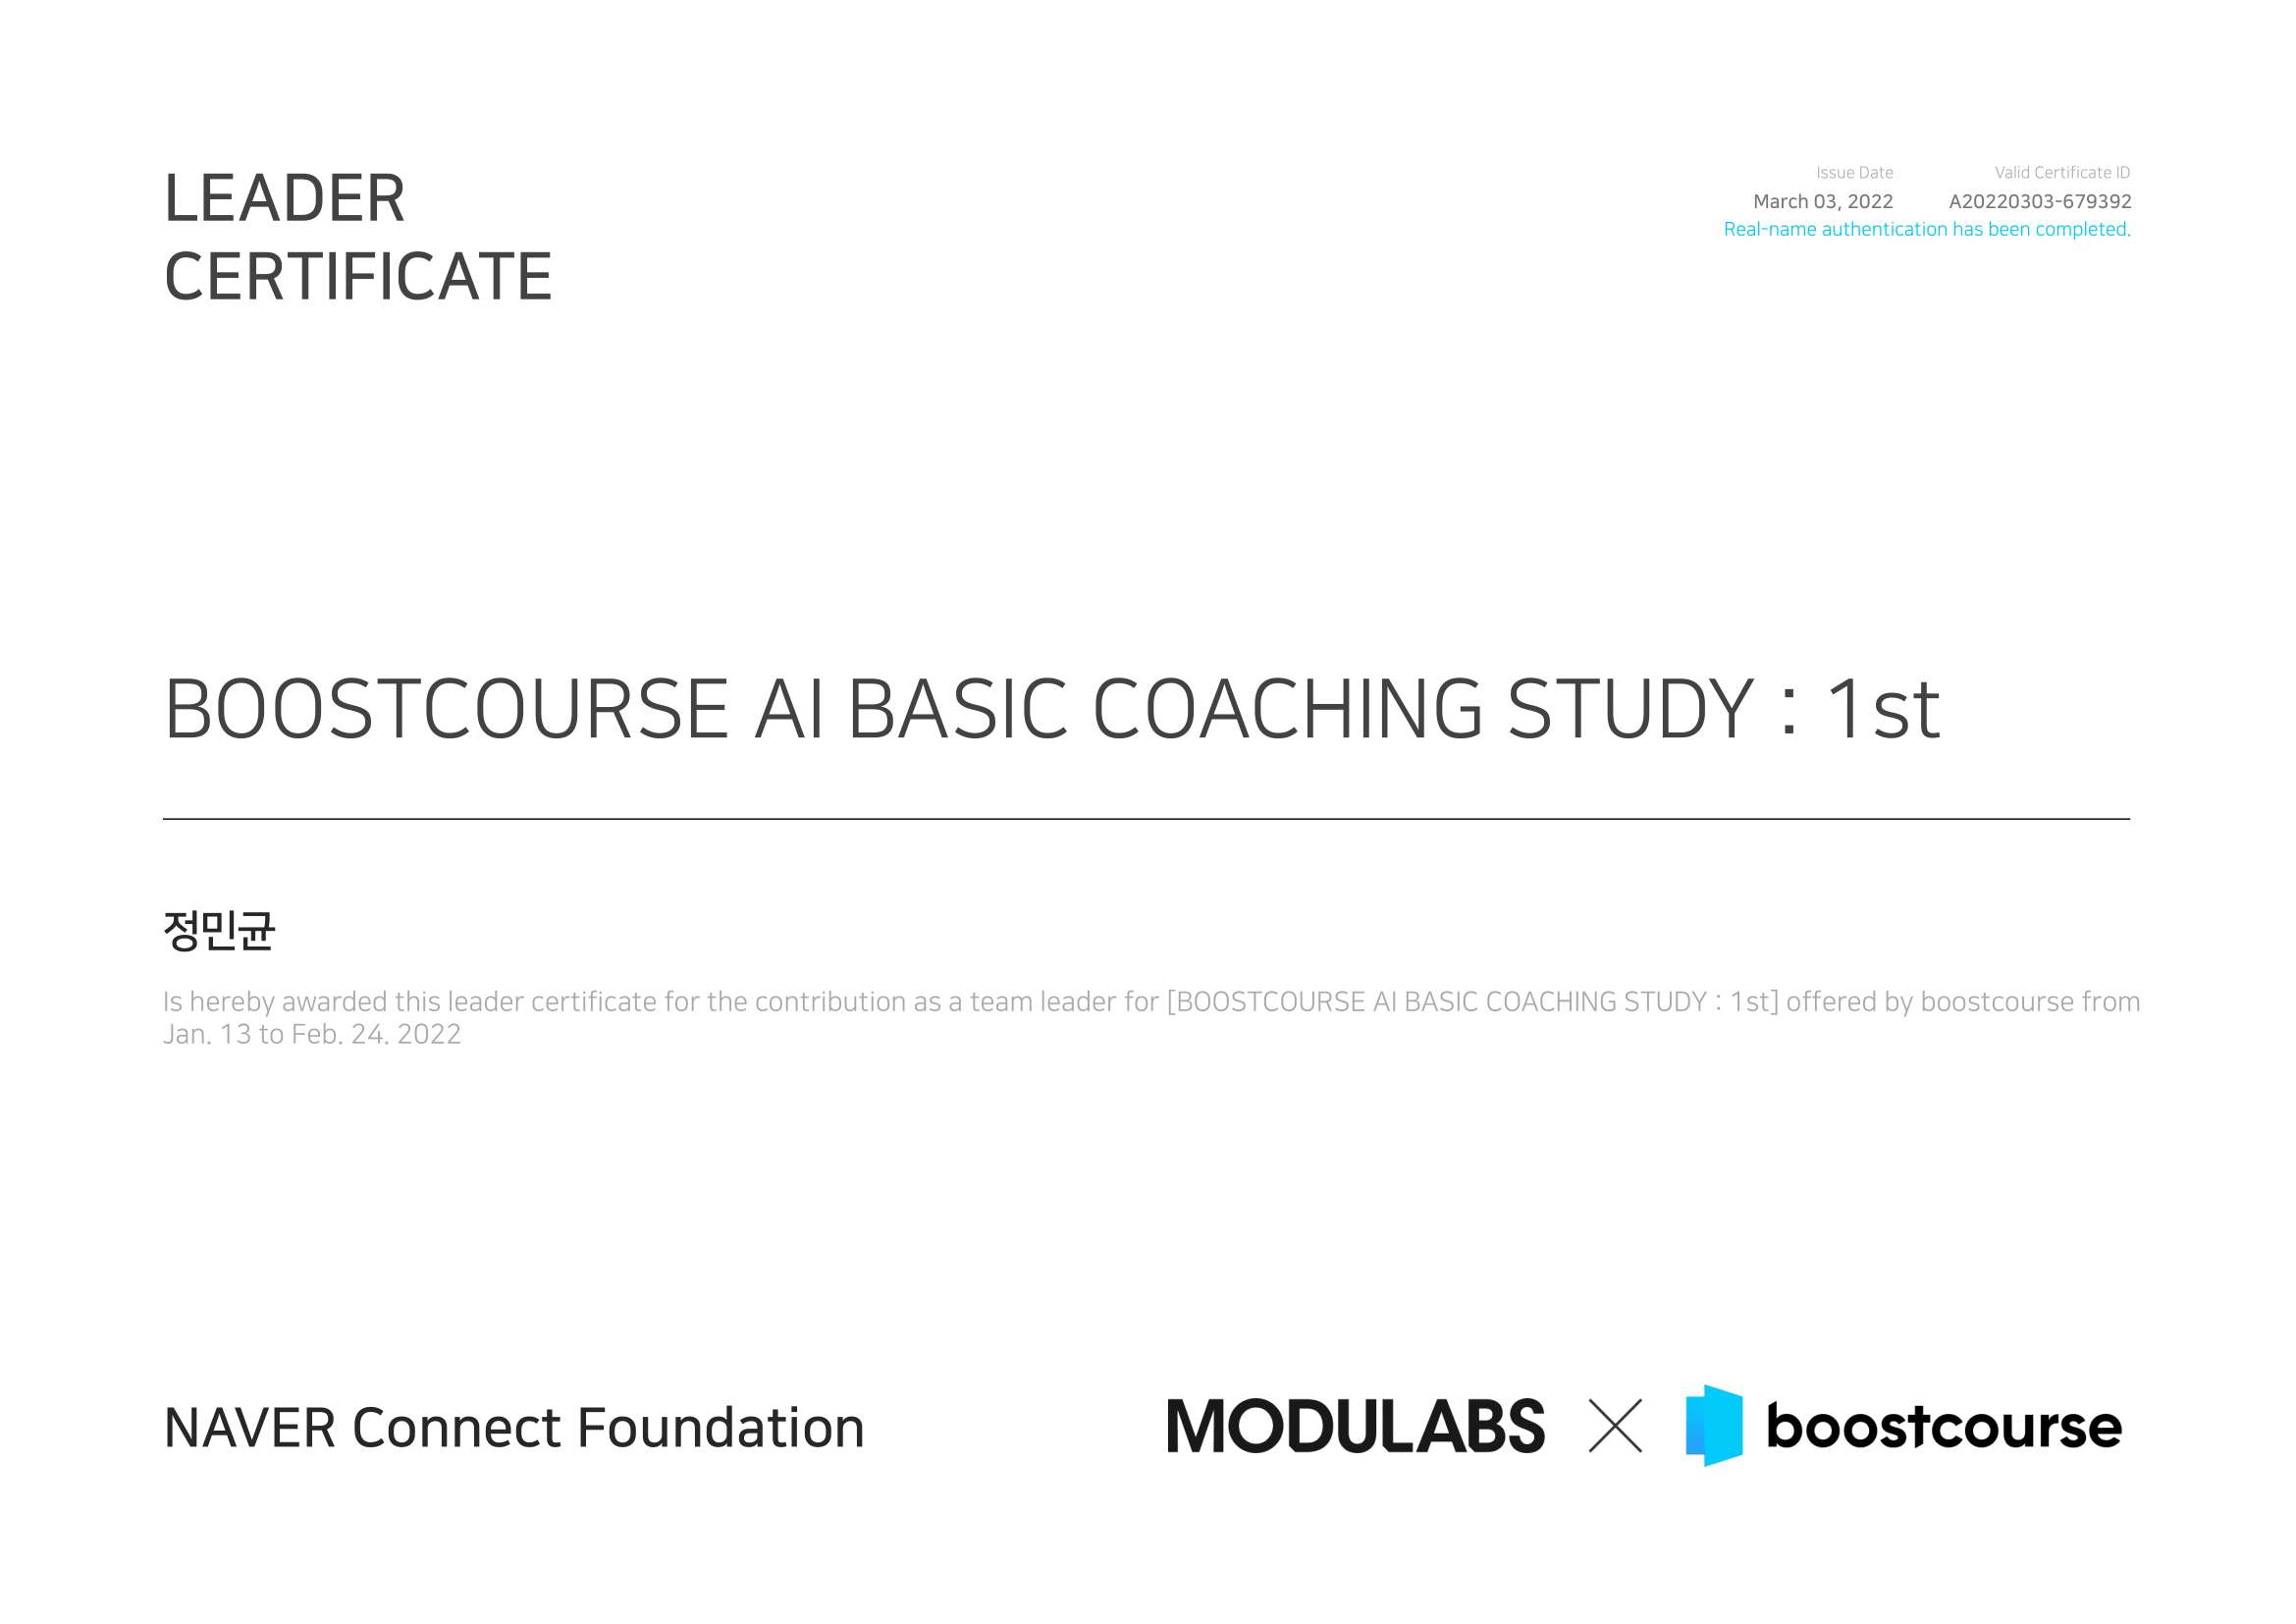 LEADER
CERTIFICATE
Issue Date
Valid Certificate ID
March 03, 2022
A20220303-679392
Real-name authentication has been completed.
BOOSTCOURSE AI BASIC COACHING STUDY : 1st
정민균
Is hereby awarded this leader certificate for the contribution as a team leader for [BOOSTCOURSE AI BASIC COACHING STUDY : 1st] offered by boostcourse from
Jan. 13 to Feb. 24. 2022
NAVER Connect Foundation
MODULABS
boostcourse